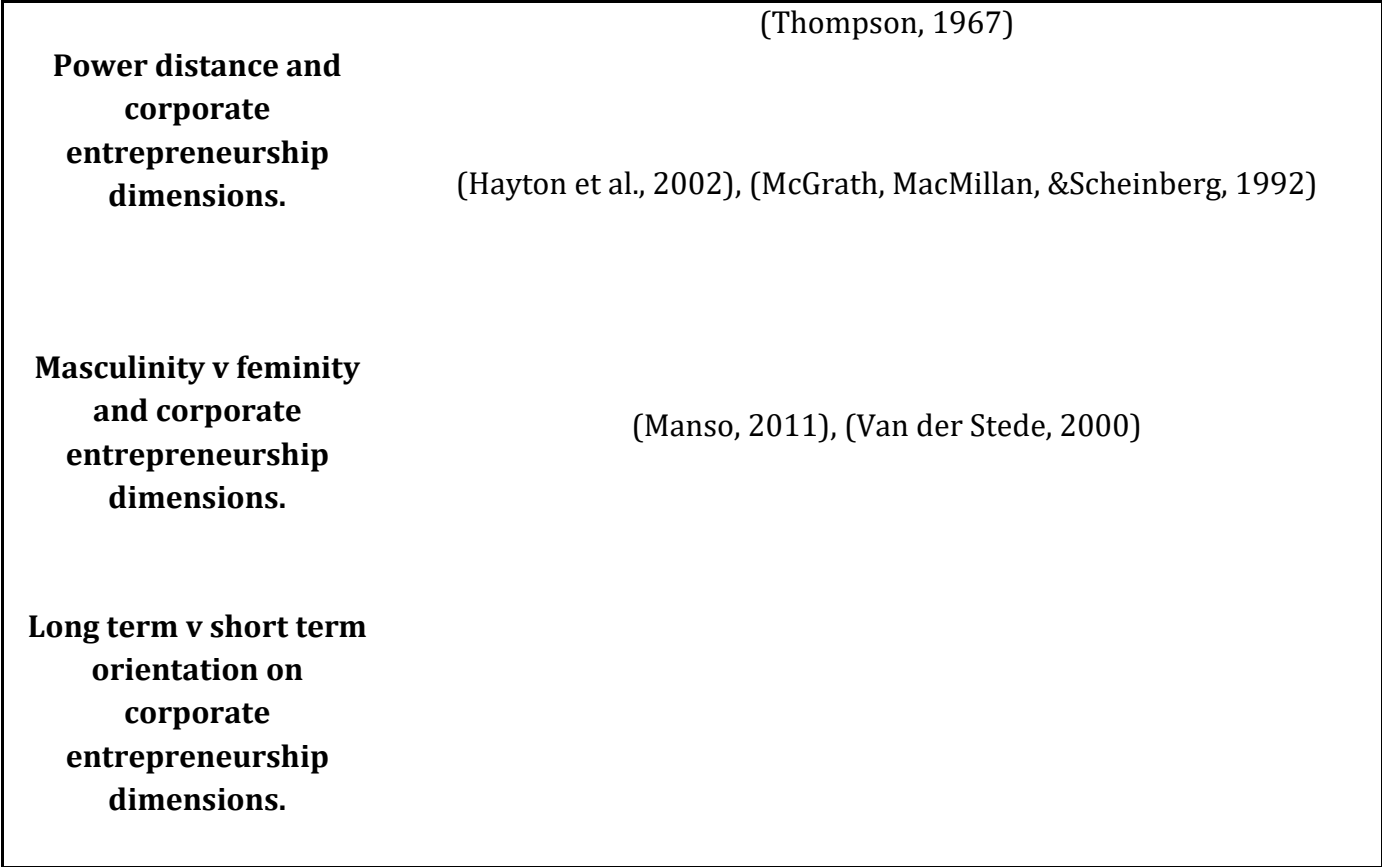 (Thompson, 1967)
Power distance and
corporate
entrepreneurship
dimensions.
(Hayton et al., 2002), (McGrath, MacMillan, &Scheinberg, 1992)
Masculinity v feminity
and corporate
entrepreneurship
dimensions.
(Manso, 2011), (Van der Stede, 2000)
Long term v short term
orientation on
corporate
entrepreneurship
dimensions.